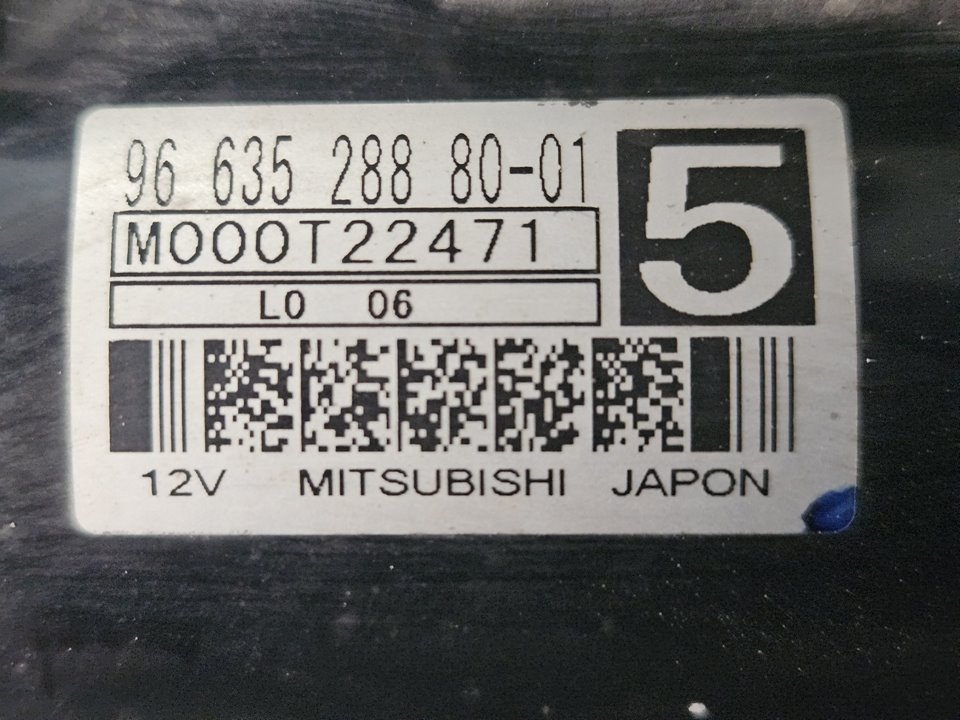 96 635 288 80-01
5
M000T22471
L0 06
12V MITSUBISHI JAPON